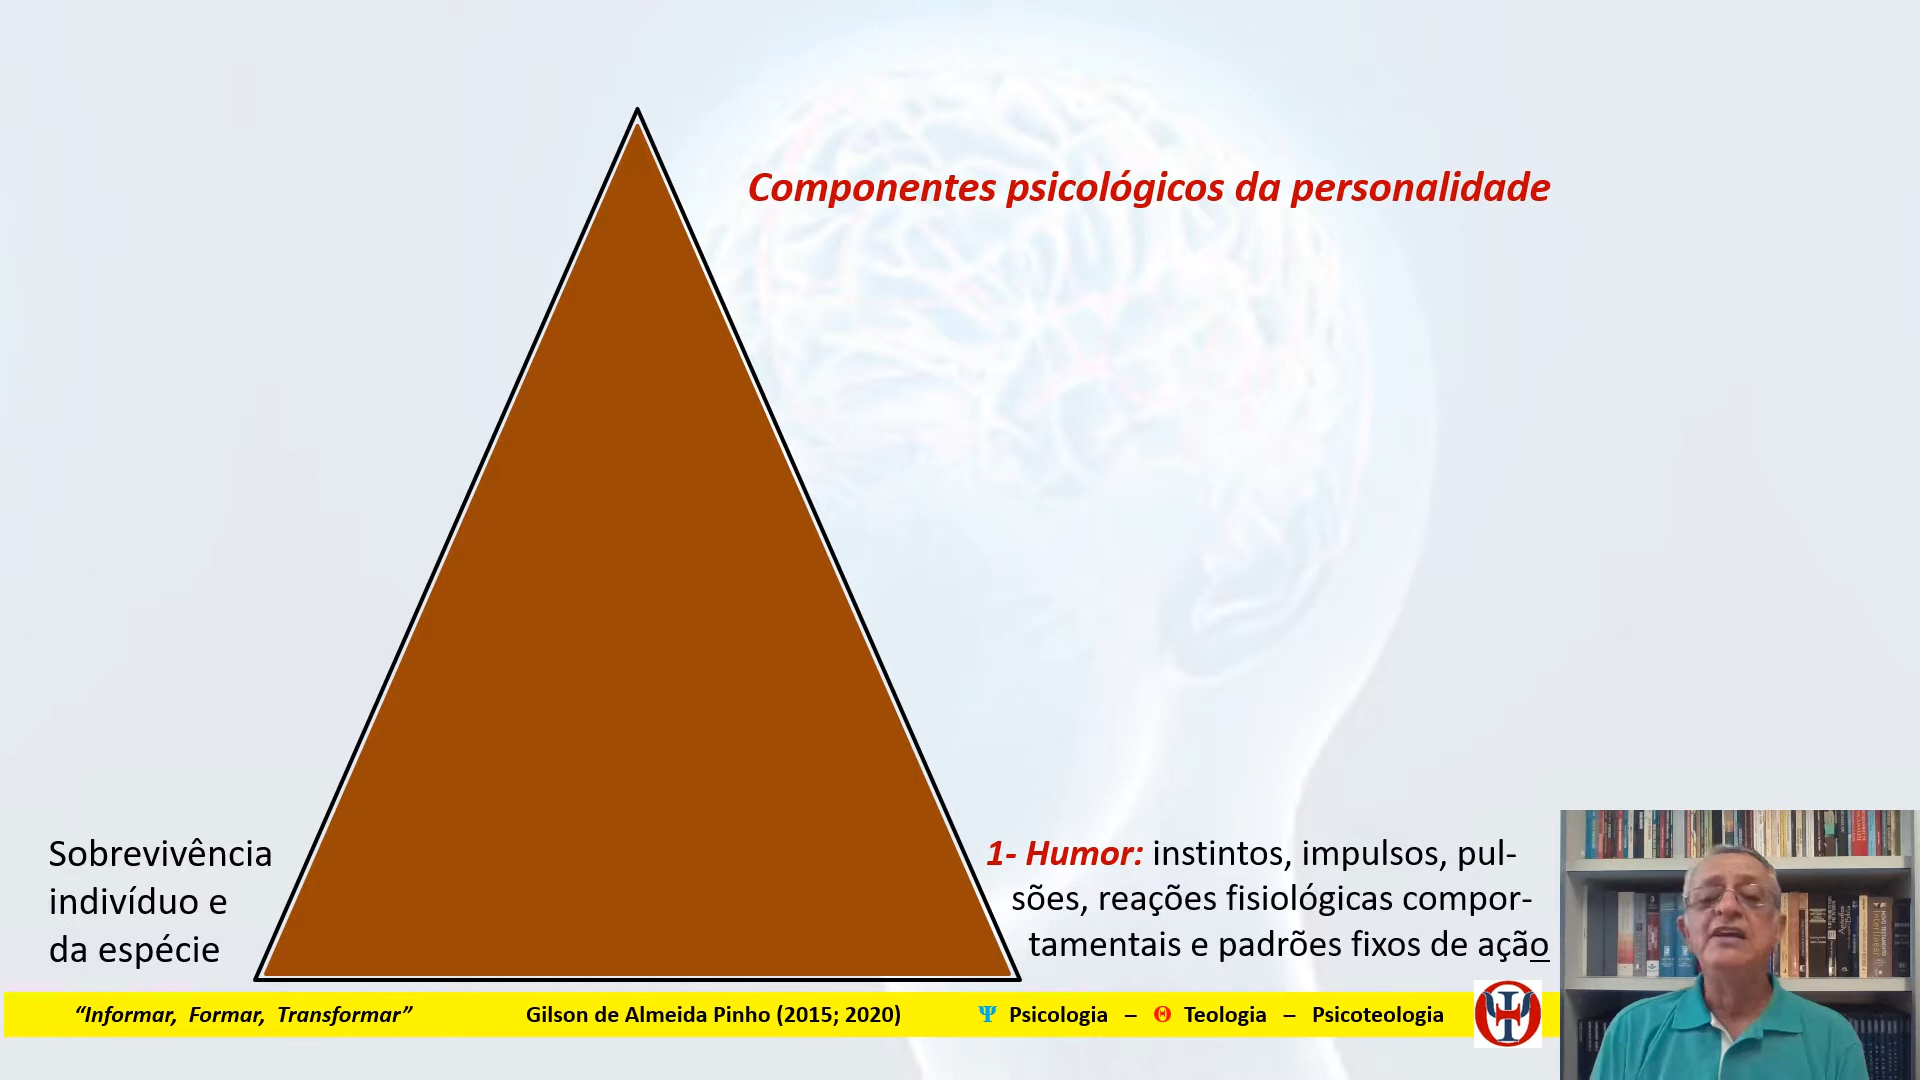 Componentes psicológicos da personalidade
Sobrevivência
indivíduo e
da espécie
1- Humor: instintos, impulsos, pul-
sões, reações fisiológicas compor-
tamentais e padrões fixos de ação
“Informar, Formar, Transformar” Gilson de Almeida Pinho (2015; 2020) Ψ Psicologia – Θ Teologia – Psicoteologia